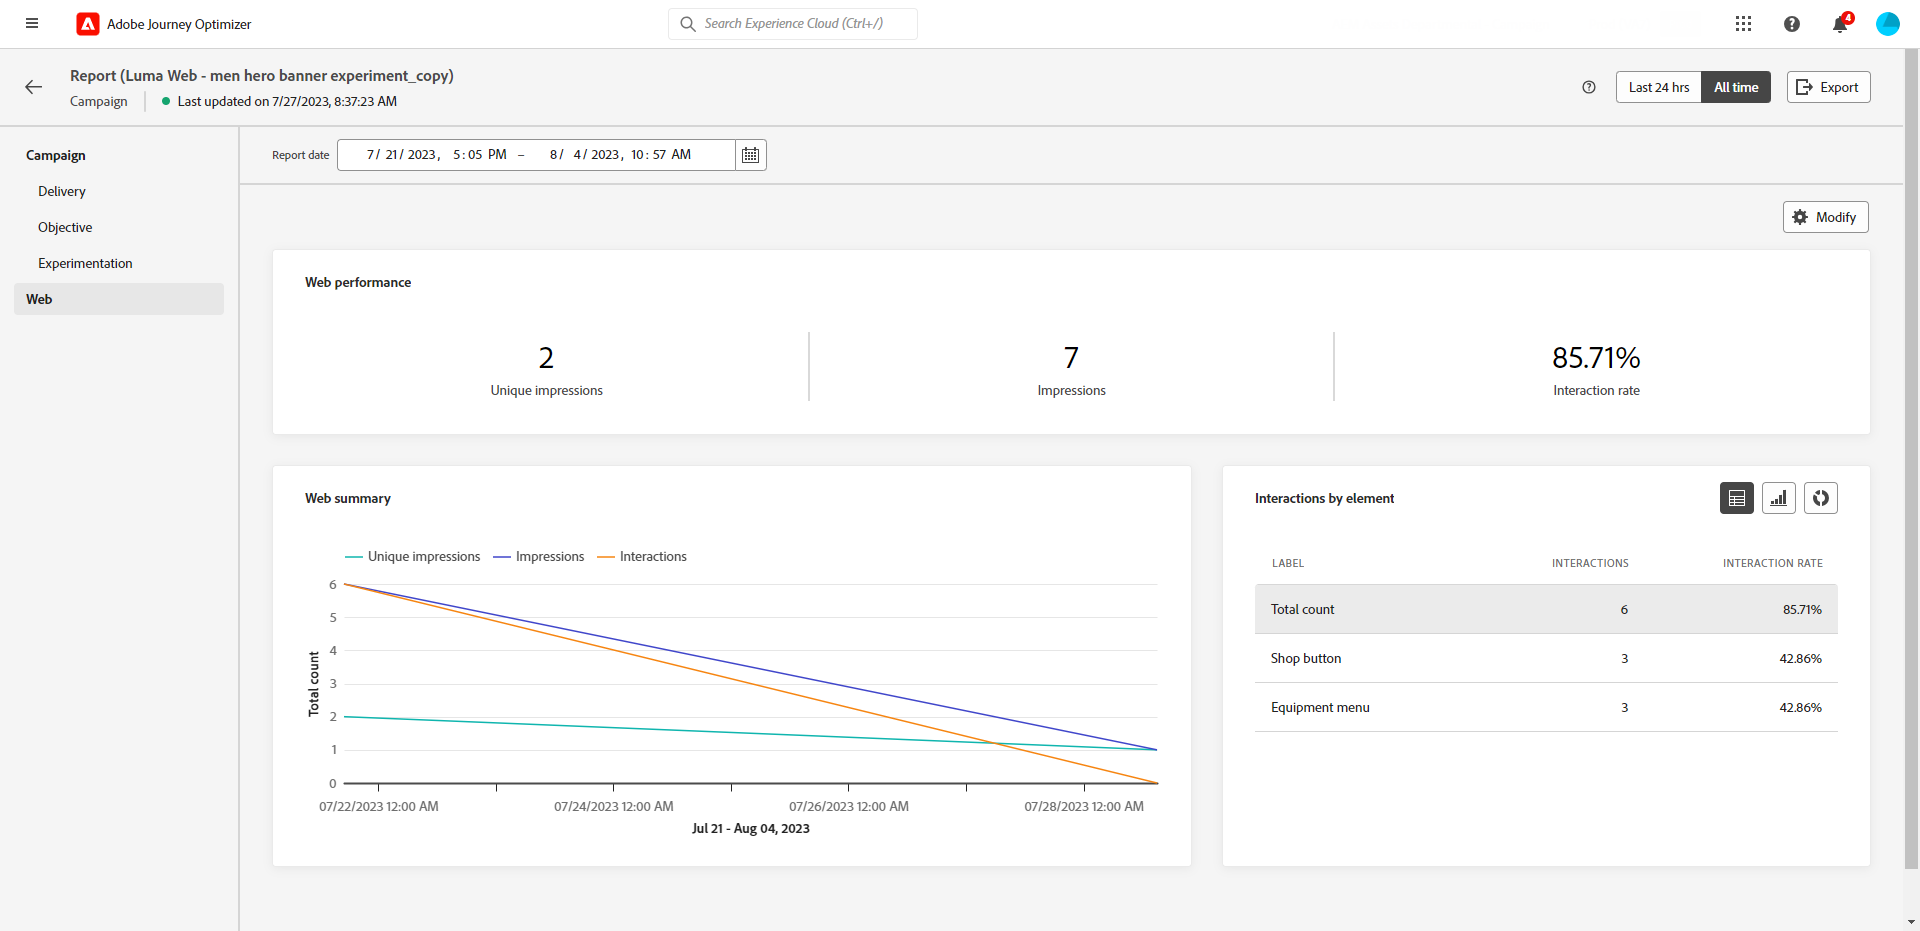 Adobe Journey Optimizer
Search Experience Cloud (Ctrl+/)
4
Report (Luma Web - men hero banner experiment_copy)
Campaign
Last updated on 7/27/2023, 8:37:23 AM
Last 24 hrs
All time
Export
Campaign
Delivery
Objective
Experimentation
Web
Report date
7/ 21/ 2023, 5:05 PM – 8/ 4/ 2023, 10:57 AM
Modify
Web performance
2
Unique impressions
7
Impressions
85.71%
Interaction rate
Web summary
Unique impressions
Impressions
Interactions
6
5
4
3
2
1
0
Total count
07/22/2023 12:00 AM
07/24/2023 12:00 AM
07/26/2023 12:00 AM
07/28/2023 12:00 AM
Jul 21 - Aug 04, 2023
Interactions by element
LABEL INTERACTIONS INTERACTION RATE
Total count 6 85.71%
Shop button 3 42.86%
Equipment menu 3 42.86%